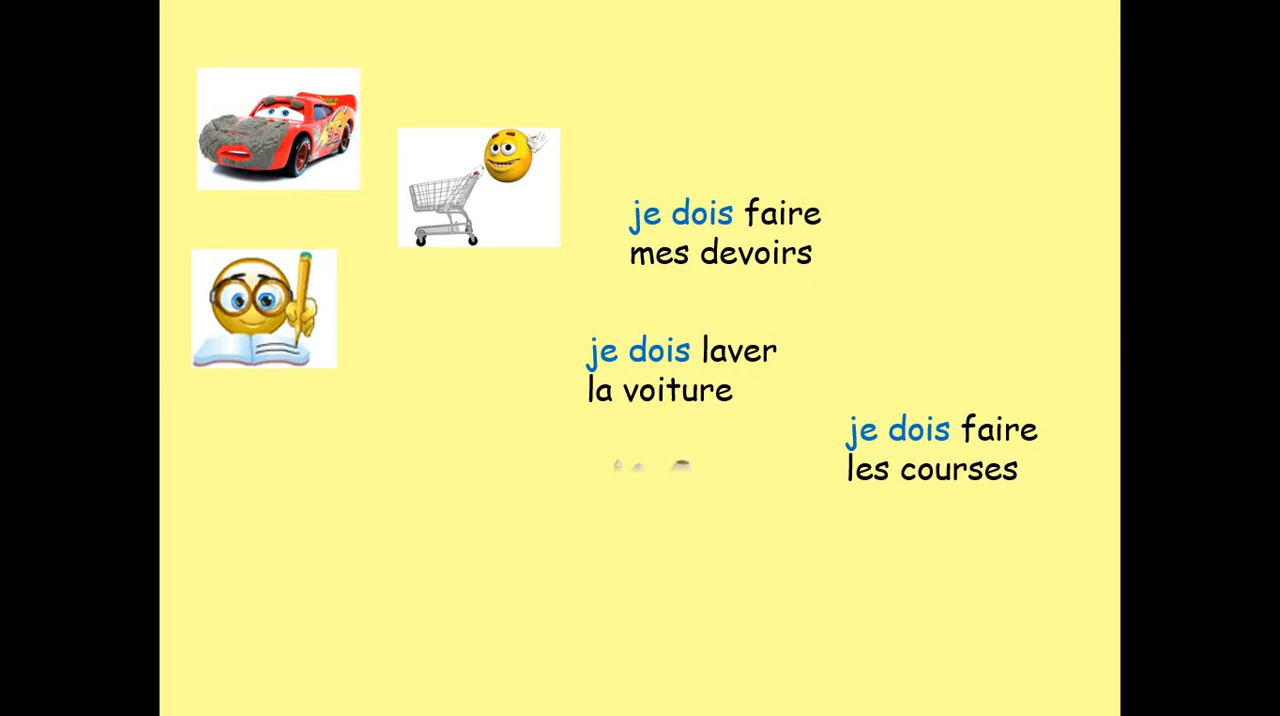 je dois faire
mes devoirs
je dois laver
la voiture
je dois faire
les courses